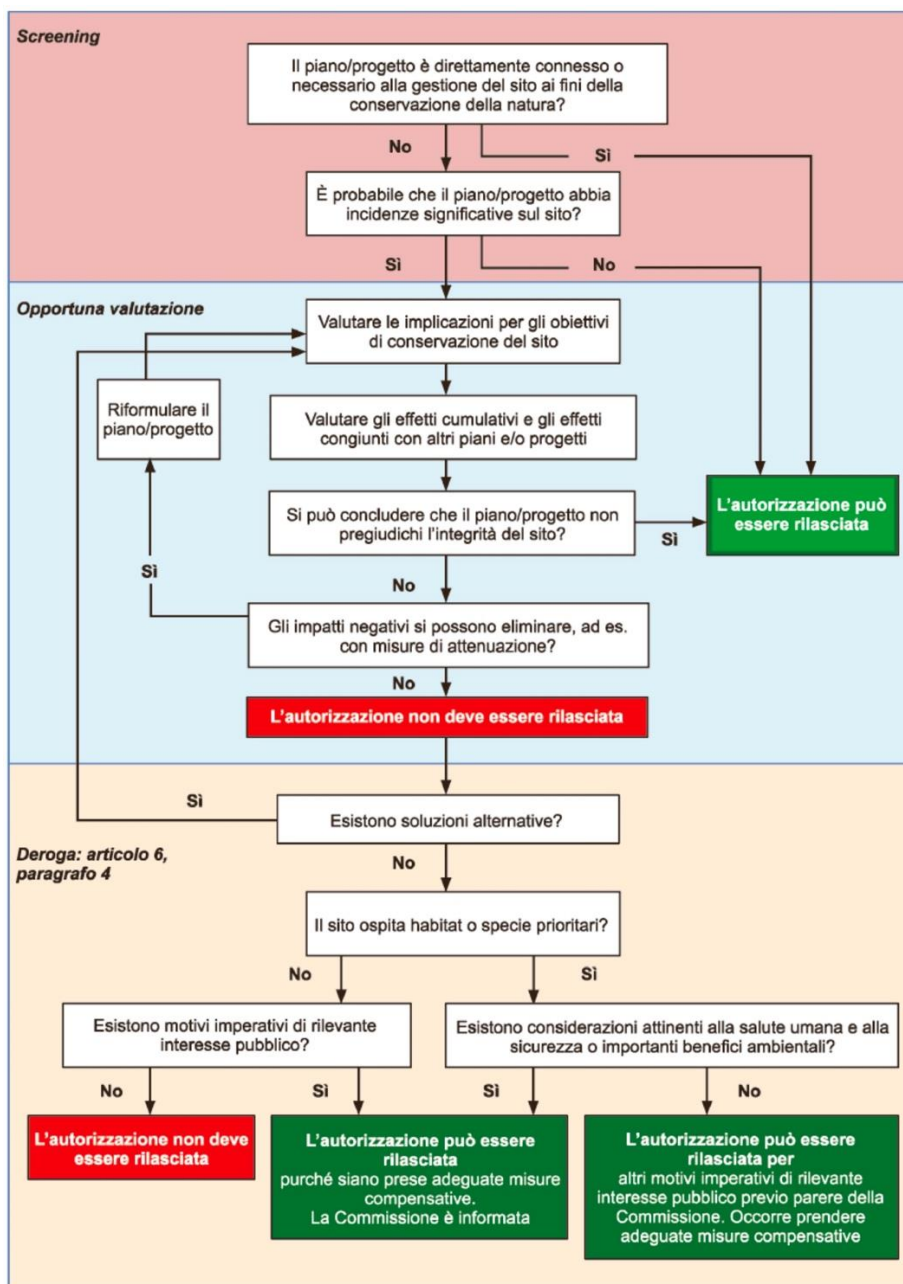 Screening
Il piano/progetto è direttamente connesso o
necessario alla gestione del sito ai fini della
conservazione della natura?
No
Sì
È probabile che il piano/progetto abbia
incidenze significative sul sito?
Sì
No
Opportuna valutazione
Valutare le implicazioni per gli obiettivi
di conservazione del sito
Riformulare il
piano/progetto
Valutare gli effetti cumulativi e gli effetti
congiunti con altri piani e/o progetti
L'autorizzazione può
essere rilasciata
Si può concludere che il piano/progetto non
pregiudichi l'integrità del sito?
Sì
Sì
No
Gli impatti negativi si possono eliminare, ad es.
con misure di attenuazione?
No
L'autorizzazione non deve essere rilasciata
Sì
Esistono soluzioni alternative?
Deroga: articolo 6,
paragrafo 4
No
Il sito ospita habitat o specie prioritari?
No
Sì
Esistono motivi imperativi di rilevante
interesse pubblico?
Esistono considerazioni attinenti alla salute umana e alla
sicurezza o importanti benefici ambientali?
No
Sì
Sì
No
L'autorizzazione non deve
essere rilasciata
L'autorizzazione può essere
rilasciata
purché siano prese adeguate misure
compensative.
La Commissione è informata
L'autorizzazione può essere
rilasciata per
altri motivi imperativi di rilevante
interesse pubblico previo parere della
Commissione. Occorre prendere
adeguate misure compensative